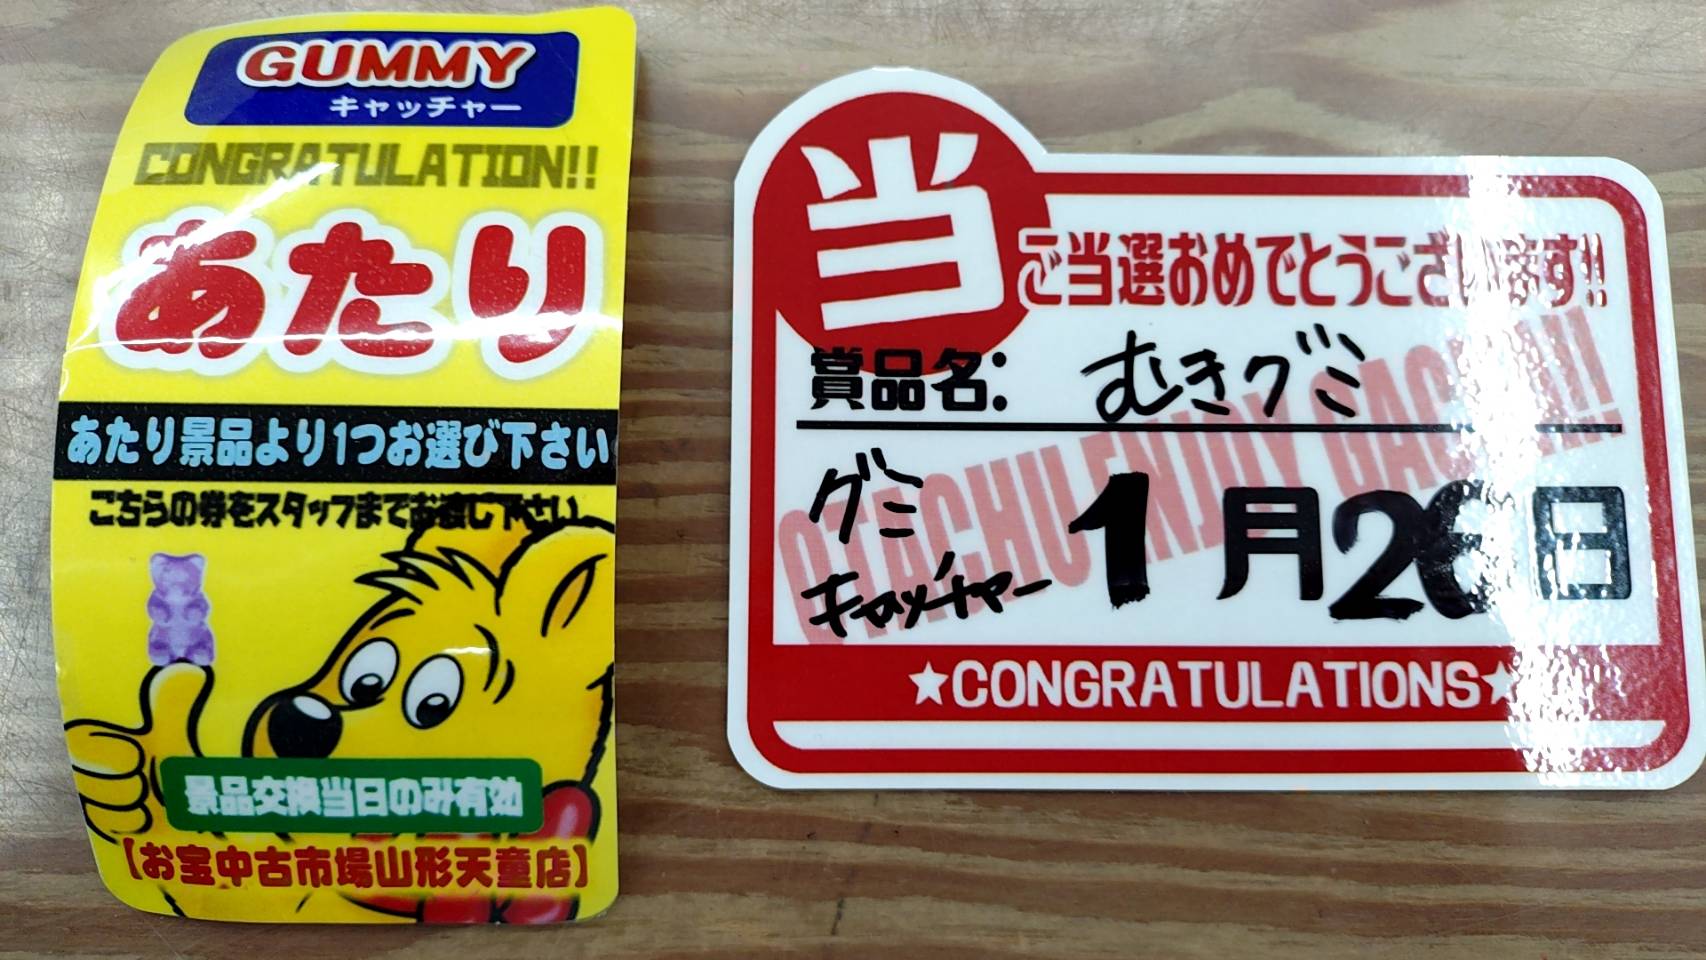 GUMMY
キャッチャー
CONGRATULATION!!
あたり
あたり景品より1つお選び下さい
こちらの券をスタッフまでお渡し下さい
景品交換当日のみ有効
【お宝中古市場山形天童店】
当
ご当選おめでとうございます!!
賞品名: むきグミ
グミ
キャッチャー
1月26日
OTACHU ENJOY GACHA!!!
★CONGRATULATIONS★